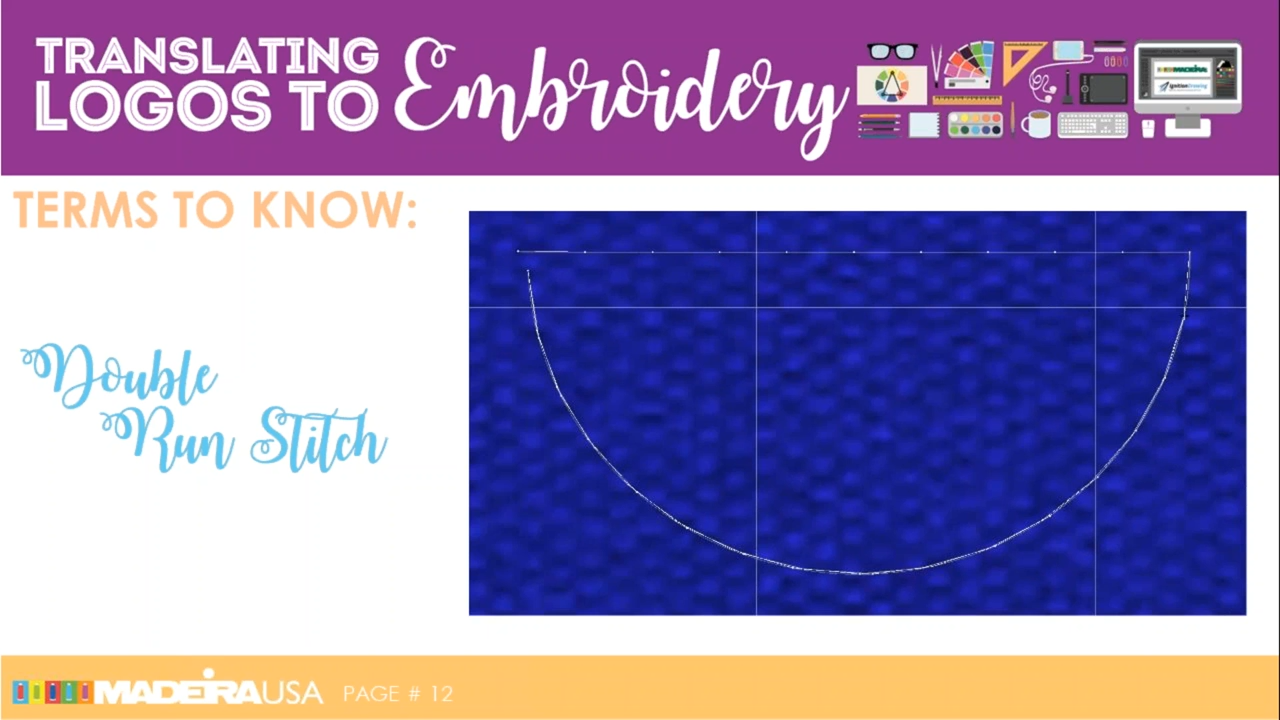 TRANSLATING
LOGOS TO Embroidery
TERMS TO KNOW:
Double
Run Stitch
MADEIRAUSA PAGE # 12